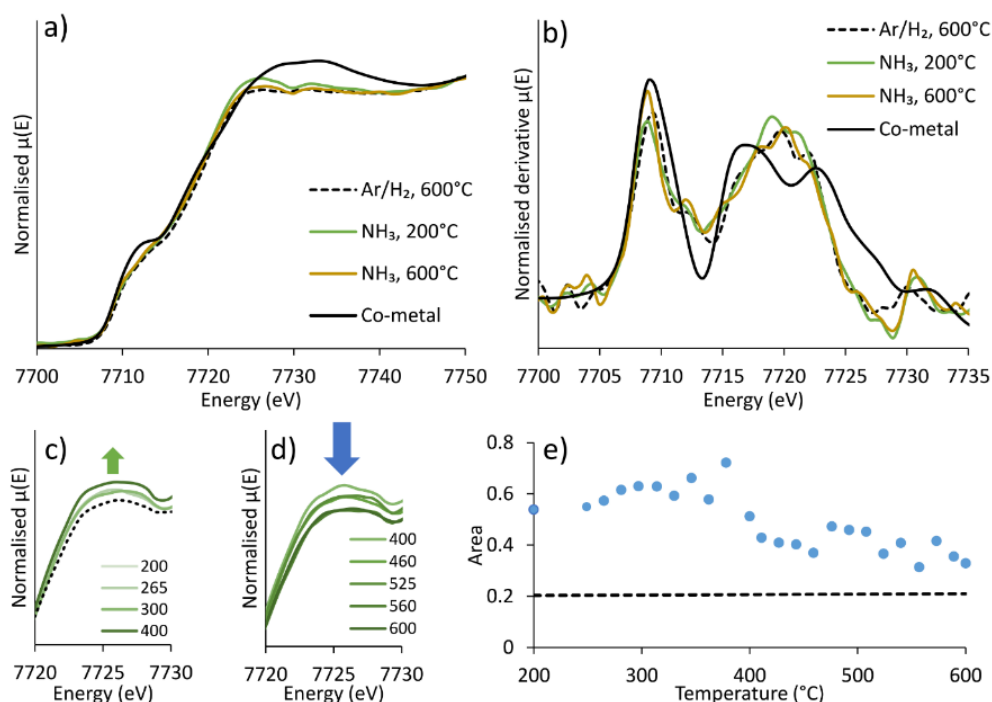 a)
Normalised μ(E)
Ar/H₂, 600°C
NH₃, 200°C
NH₃, 600°C
Co-metal
7700 7710 7720 7730 7740 7750
Energy (eV)
b)
Normalised derivative μ(E)
Ar/H₂, 600°C
NH₃, 200°C
NH₃, 600°C
Co-metal
7700 7705 7710 7715 7720 7725 7730 7735
Energy (eV)
c)
Normalised μ(E)
200
265
300
400
7720 7725 7730
Energy (eV)
d)
Normalised μ(E)
400
460
525
560
600
7720 7725 7730
Energy (eV)
e)
Area
0.8
0.6
0.4
0.2
0
200 300 400 500 600
Temperature (°C)